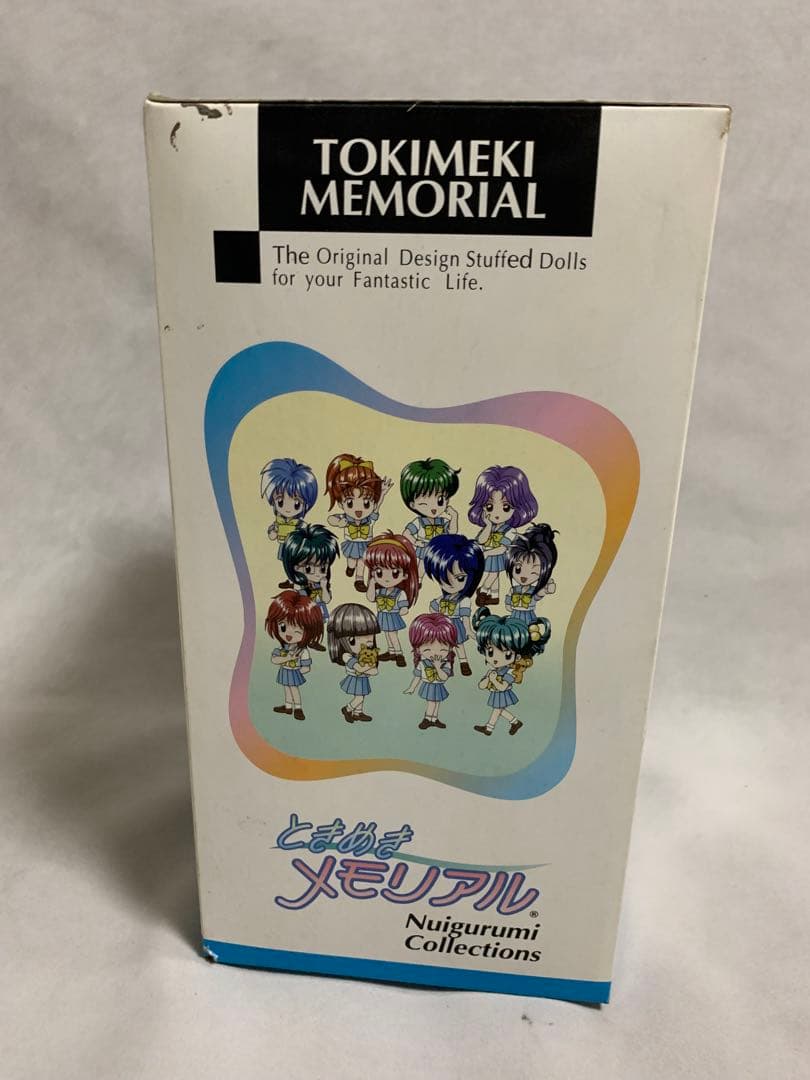 TOKIMEKI
MEMORIAL
The Original Design Stuffed Dolls
for your Fantastic Life.
ときめき
メモリアル®
Nuigurumi
Collections